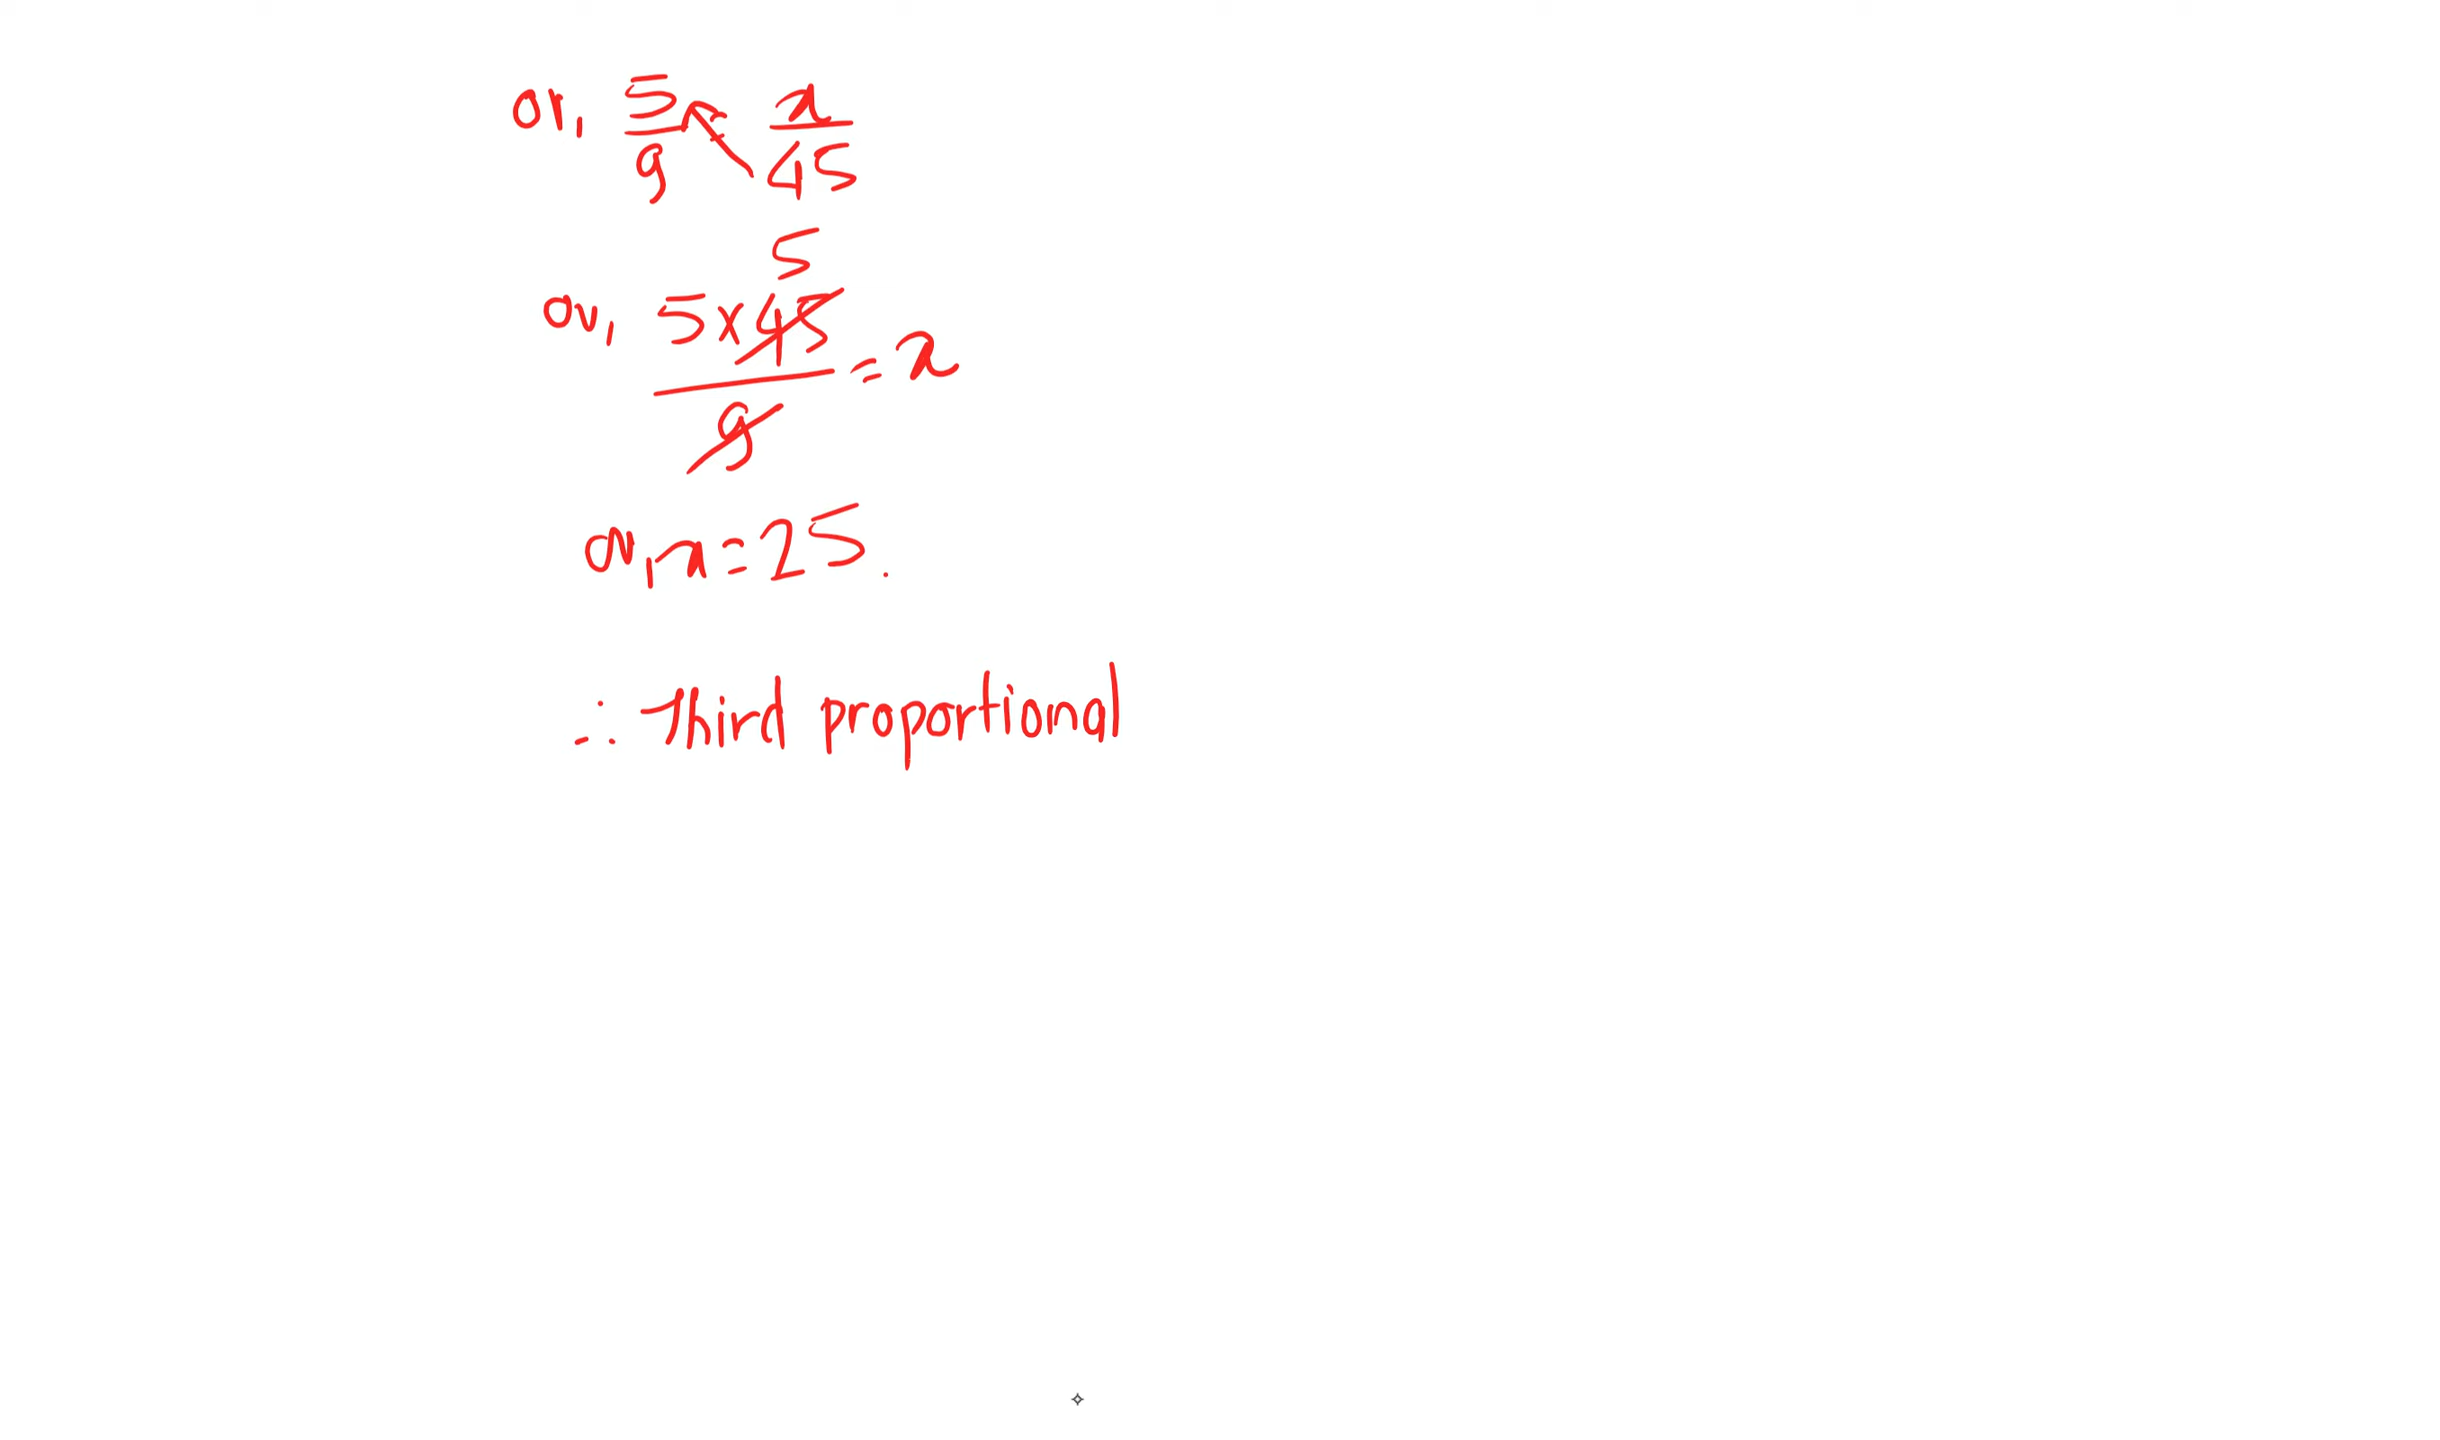 or, 5/9 x/45
or, 5×45/9 5 = x
or, x = 25.
∴ third proportional